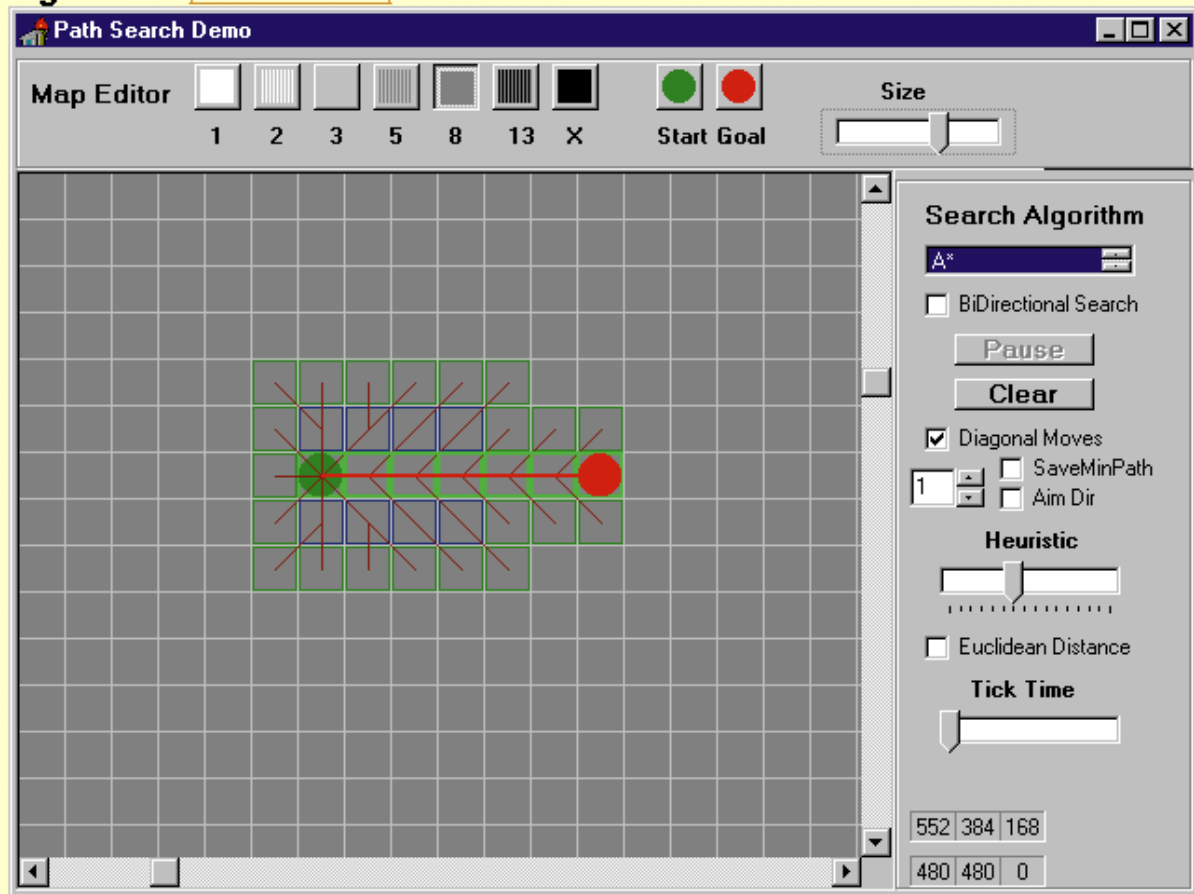 Path Search Demo
Map Editor
Size
1 2 3 5 8 13 X
Start Goal
Search Algorithm
A*
BiDirectional Search
Pause
Clear
Diagonal Moves
SaveMinPath
1
Aim Dir
Heuristic
Euclidean Distance
Tick Time
552 384 168
480 480 0